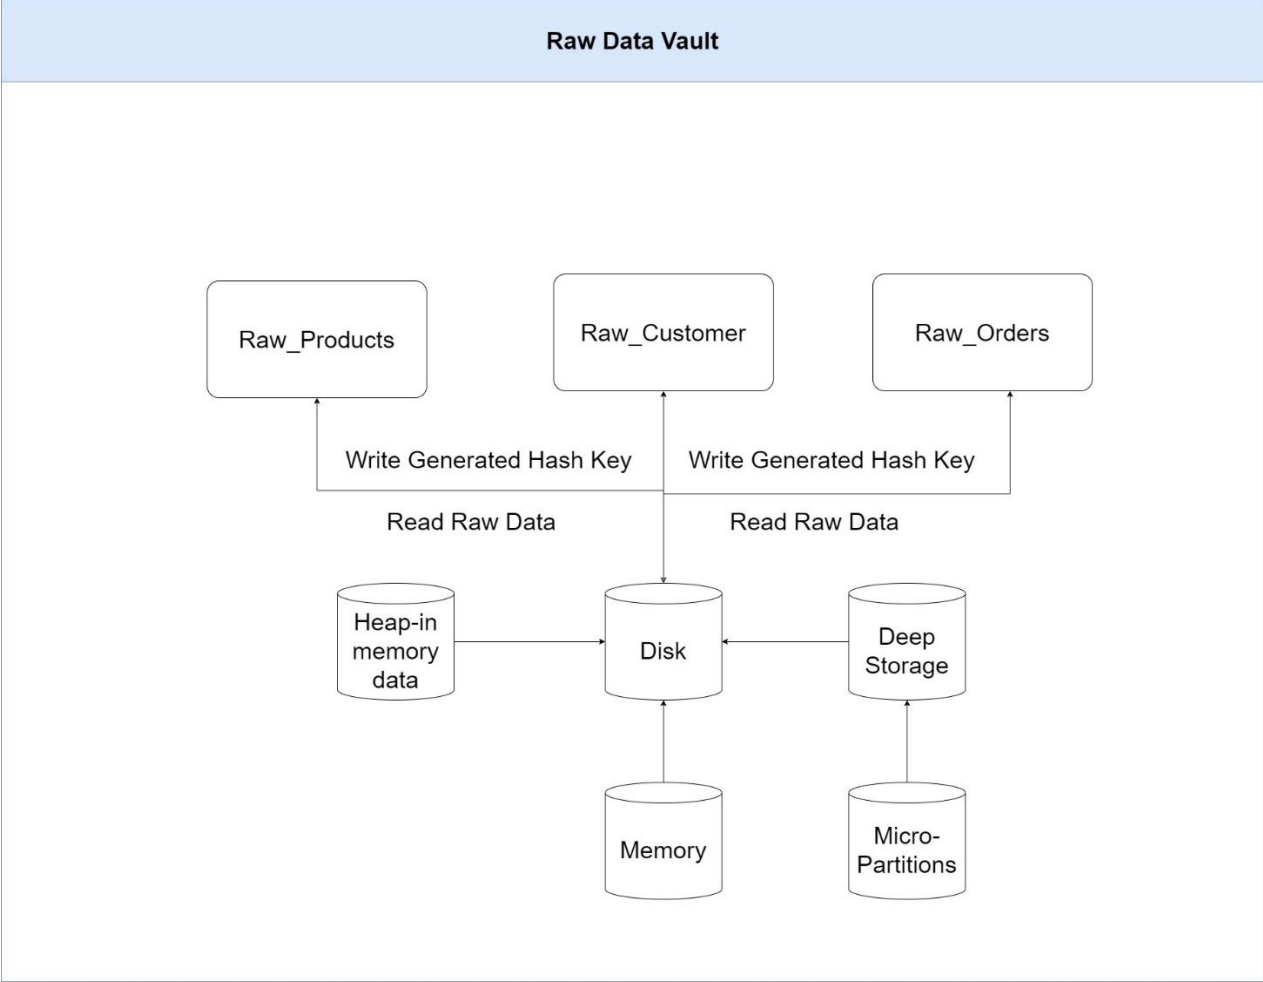 Raw Data Vault
Raw_Products
Raw_Customer
Raw_Orders
Write Generated Hash Key
Write Generated Hash Key
Read Raw Data
Read Raw Data
Heap-in
memory
data
Disk
Deep
Storage
Memory
Micro-
Partitions